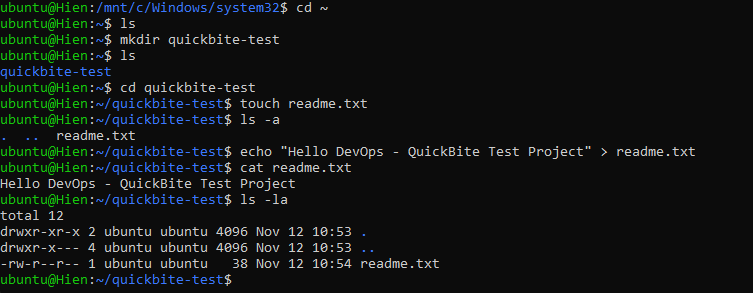 ubuntu@Hien:/mnt/c/Windows/system32$ cd ~
ubuntu@Hien:~$ ls
ubuntu@Hien:~$ mkdir quickbite-test
ubuntu@Hien:~$ ls
quickbite-test
ubuntu@Hien:~$ cd quickbite-test
ubuntu@Hien:~/quickbite-test$ touch readme.txt
ubuntu@Hien:~/quickbite-test$ ls -a
.  ..  readme.txt
ubuntu@Hien:~/quickbite-test$ echo "Hello DevOps - QuickBite Test Project" > readme.txt
ubuntu@Hien:~/quickbite-test$ cat readme.txt
Hello DevOps - QuickBite Test Project
ubuntu@Hien:~/quickbite-test$ ls -la
total 12
drwxr-xr-x 2 ubuntu ubuntu 4096 Nov 12 10:53 .
drwxr-x--- 4 ubuntu ubuntu 4096 Nov 12 10:53 ..
-rw-r--r-- 1 ubuntu ubuntu   38 Nov 12 10:54 readme.txt
ubuntu@Hien:~/quickbite-test$